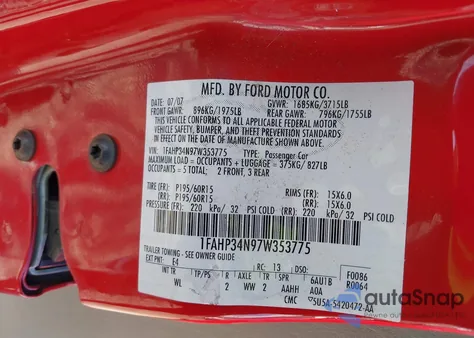 MFD. BY FORD MOTOR CO.
DATE: 07/07 GVWR: 1685KG/3715LB
FRONT GAWR: 896KG/1975LB REAR GAWR: 796KG/1755LB
THIS VEHICLE CONFORMS TO ALL APPLICABLE FEDERAL MOTOR
VEHICLE SAFETY, BUMPER, AND THEFT PREVENTION STANDARDS
IN EFFECT ON THE DATE OF MANUFACTURE SHOWN ABOVE.
VIN: 1FAHP34N97W353775 TYPE: Passenger Car
MAXIMUM LOAD = OCCUPANTS + LUGGAGE = 375KG/ 827LB
OCCUPANTS = 5 TOTAL: 2 FRONT, 3 REAR
TIRE (FR): P195/60R15 RIMS (FR): 15X6.0
(R): P195/60R15 (R): 15X6.0
PRESSURE (FR): 220 kPa/ 32 PSI COLD (RR): 220 kPa/ 32 PSI COLD
1FAHP34N97W353775
TRAILER TOWING - SEE OWNER GUIDE
EXT PNT: E4 RC: 13 DSO: F0086
INT TR TP/PS R AX TR SPR 6AU1B R0064
WL 2 WW 2 AAHH A0A
CMC 5U5A-5420472-AA
autoSnap